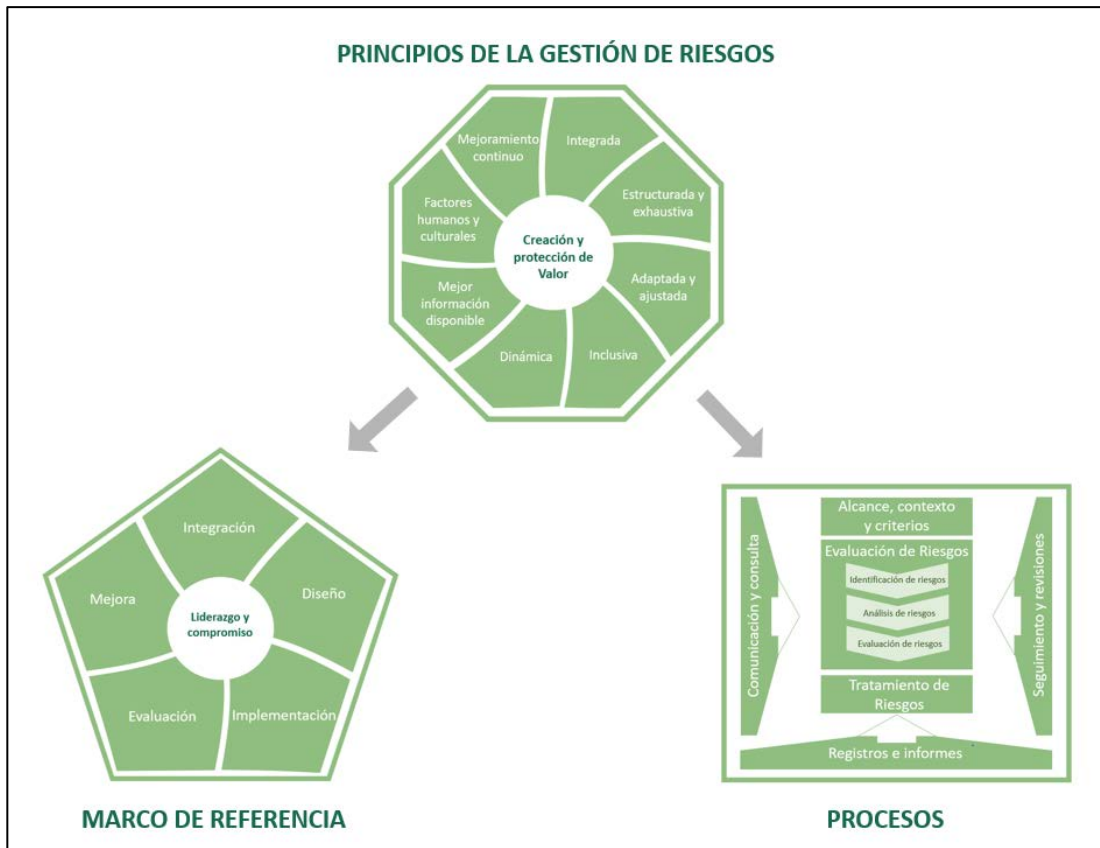 PRINCIPIOS DE LA GESTIÓN DE RIESGOS
Mejoramiento
continuo
Integrada
Estructurada y
exhaustiva
Adaptada y
ajustada
Inclusiva
Dinámica
Mejor
información
disponible
Factores
humanos y
culturales
Creación y
protección de
Valor
Integración
Diseño
Implementación
Evaluación
Mejora
Liderazgo y
compromiso
MARCO DE REFERENCIA
Comunicación y consulta
Alcance, contexto
y criterios
Evaluación de Riesgos
Identificación de riesgos
Análisis de riesgos
Evaluación de riesgos
Tratamiento de
Riesgos
Seguimiento y revisiones
Registros e informes
PROCESOS